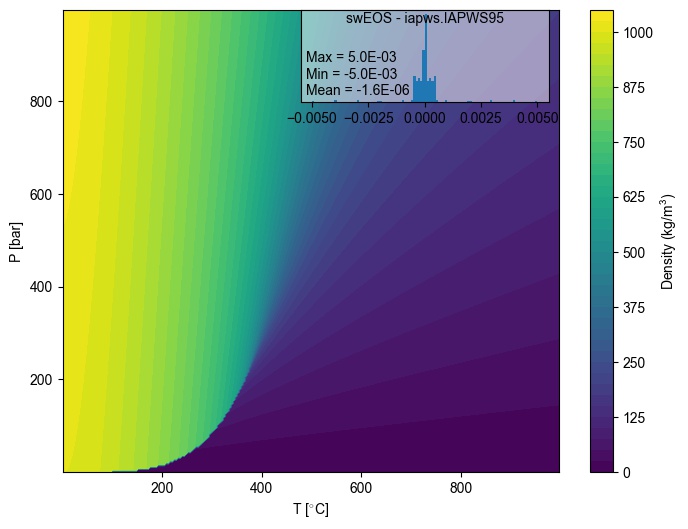 swEOS - iapws.IAPWS95
Max = 5.0E-03
Min = -5.0E-03
Mean = -1.6E-06
−0.0050 −0.0025 0.0000 0.0025 0.0050
800
600
400
200
P [bar]
200 400 600 800
T [°C]
1000
875
750
625
500
375
250
125
0
Density (kg/m³)